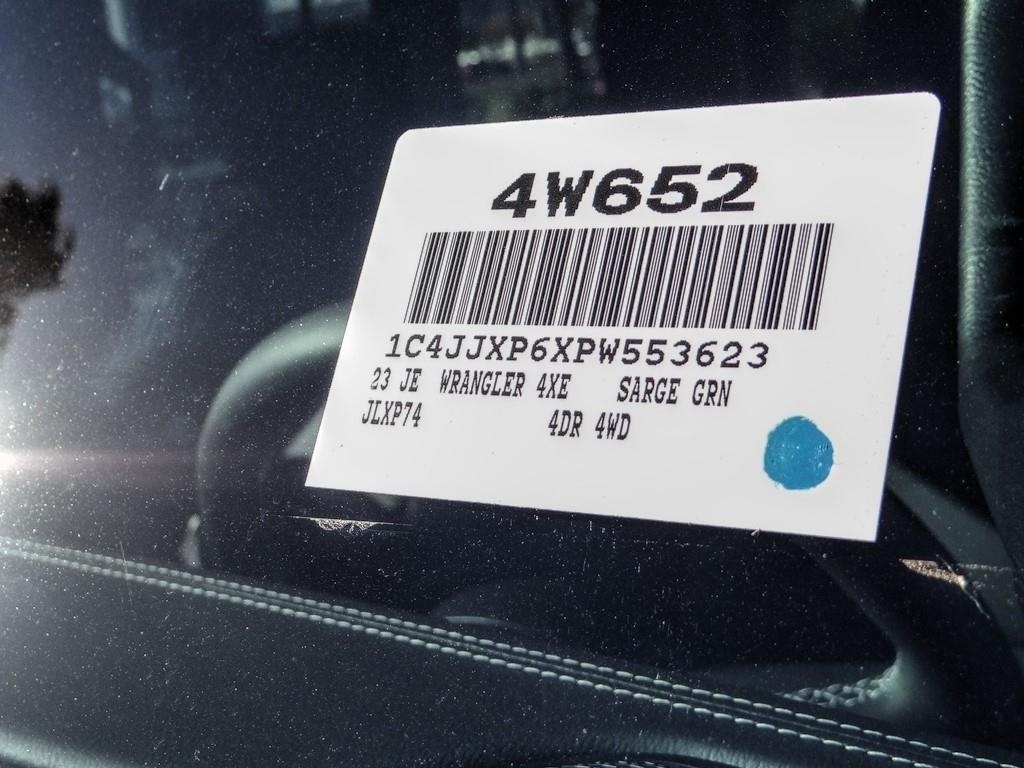 4W652
1C4JJXP6XPW553623
23 JE WRANGLER 4XE SARGE GRN
JLXP74 4DR 4WD